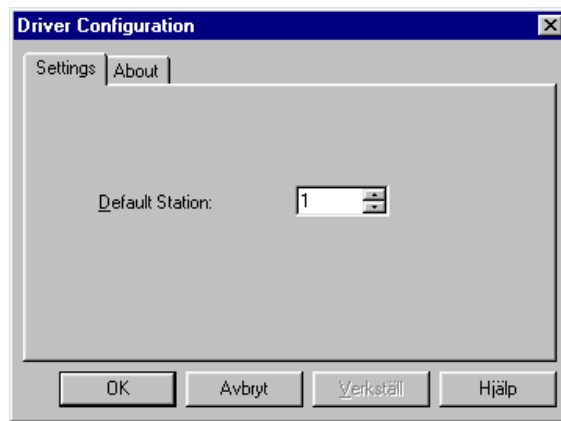 Driver Configuration
Settings About
Default Station: 1
OK Avbryt Verkställ Hjälp